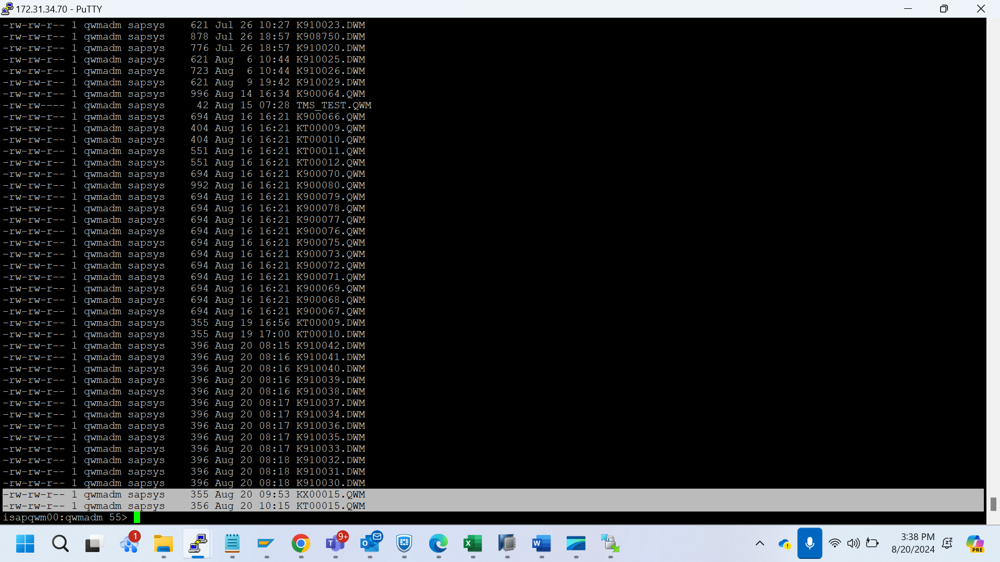 172.31.34.70 - PuTTY
-rw-rw-r-- 1 qwmadm sapsys    621 Jul 26 10:27 K910023.DWM
-rw-rw-r-- 1 qwmadm sapsys    878 Jul 26 18:57 K908750.DWM
-rw-rw-r-- 1 qwmadm sapsys    776 Jul 26 18:57 K910020.DWM
-rw-rw-r-- 1 qwmadm sapsys    621 Aug  6 10:44 K910025.DWM
-rw-rw-r-- 1 qwmadm sapsys    723 Aug  6 10:44 K910026.DWM
-rw-rw-r-- 1 qwmadm sapsys    621 Aug  9 19:42 K910029.DWM
-rw-rw-r-- 1 qwmadm sapsys    996 Aug 14 16:34 K900064.QWM
-rw-rw---- 1 qwmadm sapsys     42 Aug 15 07:28 TMS_TEST.QWM
-rw-rw-r-- 1 qwmadm sapsys    694 Aug 16 16:21 K900066.QWM
-rw-rw-r-- 1 qwmadm sapsys    404 Aug 16 16:21 KT00009.QWM
-rw-rw-r-- 1 qwmadm sapsys    404 Aug 16 16:21 KT00010.QWM
-rw-rw-r-- 1 qwmadm sapsys    551 Aug 16 16:21 KT00011.QWM
-rw-rw-r-- 1 qwmadm sapsys    551 Aug 16 16:21 KT00012.QWM
-rw-rw-r-- 1 qwmadm sapsys    694 Aug 16 16:21 K900070.QWM
-rw-rw-r-- 1 qwmadm sapsys    992 Aug 16 16:21 K900080.QWM
-rw-rw-r-- 1 qwmadm sapsys    694 Aug 16 16:21 K900079.QWM
-rw-rw-r-- 1 qwmadm sapsys    694 Aug 16 16:21 K900078.QWM
-rw-rw-r-- 1 qwmadm sapsys    694 Aug 16 16:21 K900077.QWM
-rw-rw-r-- 1 qwmadm sapsys    694 Aug 16 16:21 K900076.QWM
-rw-rw-r-- 1 qwmadm sapsys    694 Aug 16 16:21 K900075.QWM
-rw-rw-r-- 1 qwmadm sapsys    694 Aug 16 16:21 K900073.QWM
-rw-rw-r-- 1 qwmadm sapsys    694 Aug 16 16:21 K900072.QWM
-rw-rw-r-- 1 qwmadm sapsys    694 Aug 16 16:21 K900071.QWM
-rw-rw-r-- 1 qwmadm sapsys    694 Aug 16 16:21 K900069.QWM
-rw-rw-r-- 1 qwmadm sapsys    694 Aug 16 16:21 K900068.QWM
-rw-rw-r-- 1 qwmadm sapsys    694 Aug 16 16:21 K900067.QWM
-rw-rw-r-- 1 qwmadm sapsys    355 Aug 19 16:56 KT00009.DWM
-rw-rw-r-- 1 qwmadm sapsys    355 Aug 19 17:00 KT00010.DWM
-rw-rw-r-- 1 qwmadm sapsys    396 Aug 20 08:15 K910042.DWM
-rw-rw-r-- 1 qwmadm sapsys    396 Aug 20 08:16 K910041.DWM
-rw-rw-r-- 1 qwmadm sapsys    396 Aug 20 08:16 K910040.DWM
-rw-rw-r-- 1 qwmadm sapsys    396 Aug 20 08:16 K910039.DWM
-rw-rw-r-- 1 qwmadm sapsys    396 Aug 20 08:16 K910038.DWM
-rw-rw-r-- 1 qwmadm sapsys    396 Aug 20 08:17 K910037.DWM
-rw-rw-r-- 1 qwmadm sapsys    396 Aug 20 08:17 K910034.DWM
-rw-rw-r-- 1 qwmadm sapsys    396 Aug 20 08:17 K910036.DWM
-rw-rw-r-- 1 qwmadm sapsys    396 Aug 20 08:17 K910035.DWM
-rw-rw-r-- 1 qwmadm sapsys    396 Aug 20 08:17 K910033.DWM
-rw-rw-r-- 1 qwmadm sapsys    396 Aug 20 08:18 K910032.DWM
-rw-rw-r-- 1 qwmadm sapsys    396 Aug 20 08:18 K910031.DWM
-rw-rw-r-- 1 qwmadm sapsys    396 Aug 20 08:18 K910030.DWM
-rw-rw-r-- 1 qwmadm sapsys    355 Aug 20 09:53 KX00015.QWM
-rw-rw-r-- 1 qwmadm sapsys    356 Aug 20 10:15 KT00015.QWM
isapqwm00:qwmadm 55>
1
9+
3:38 PM
8/20/2024
PRE